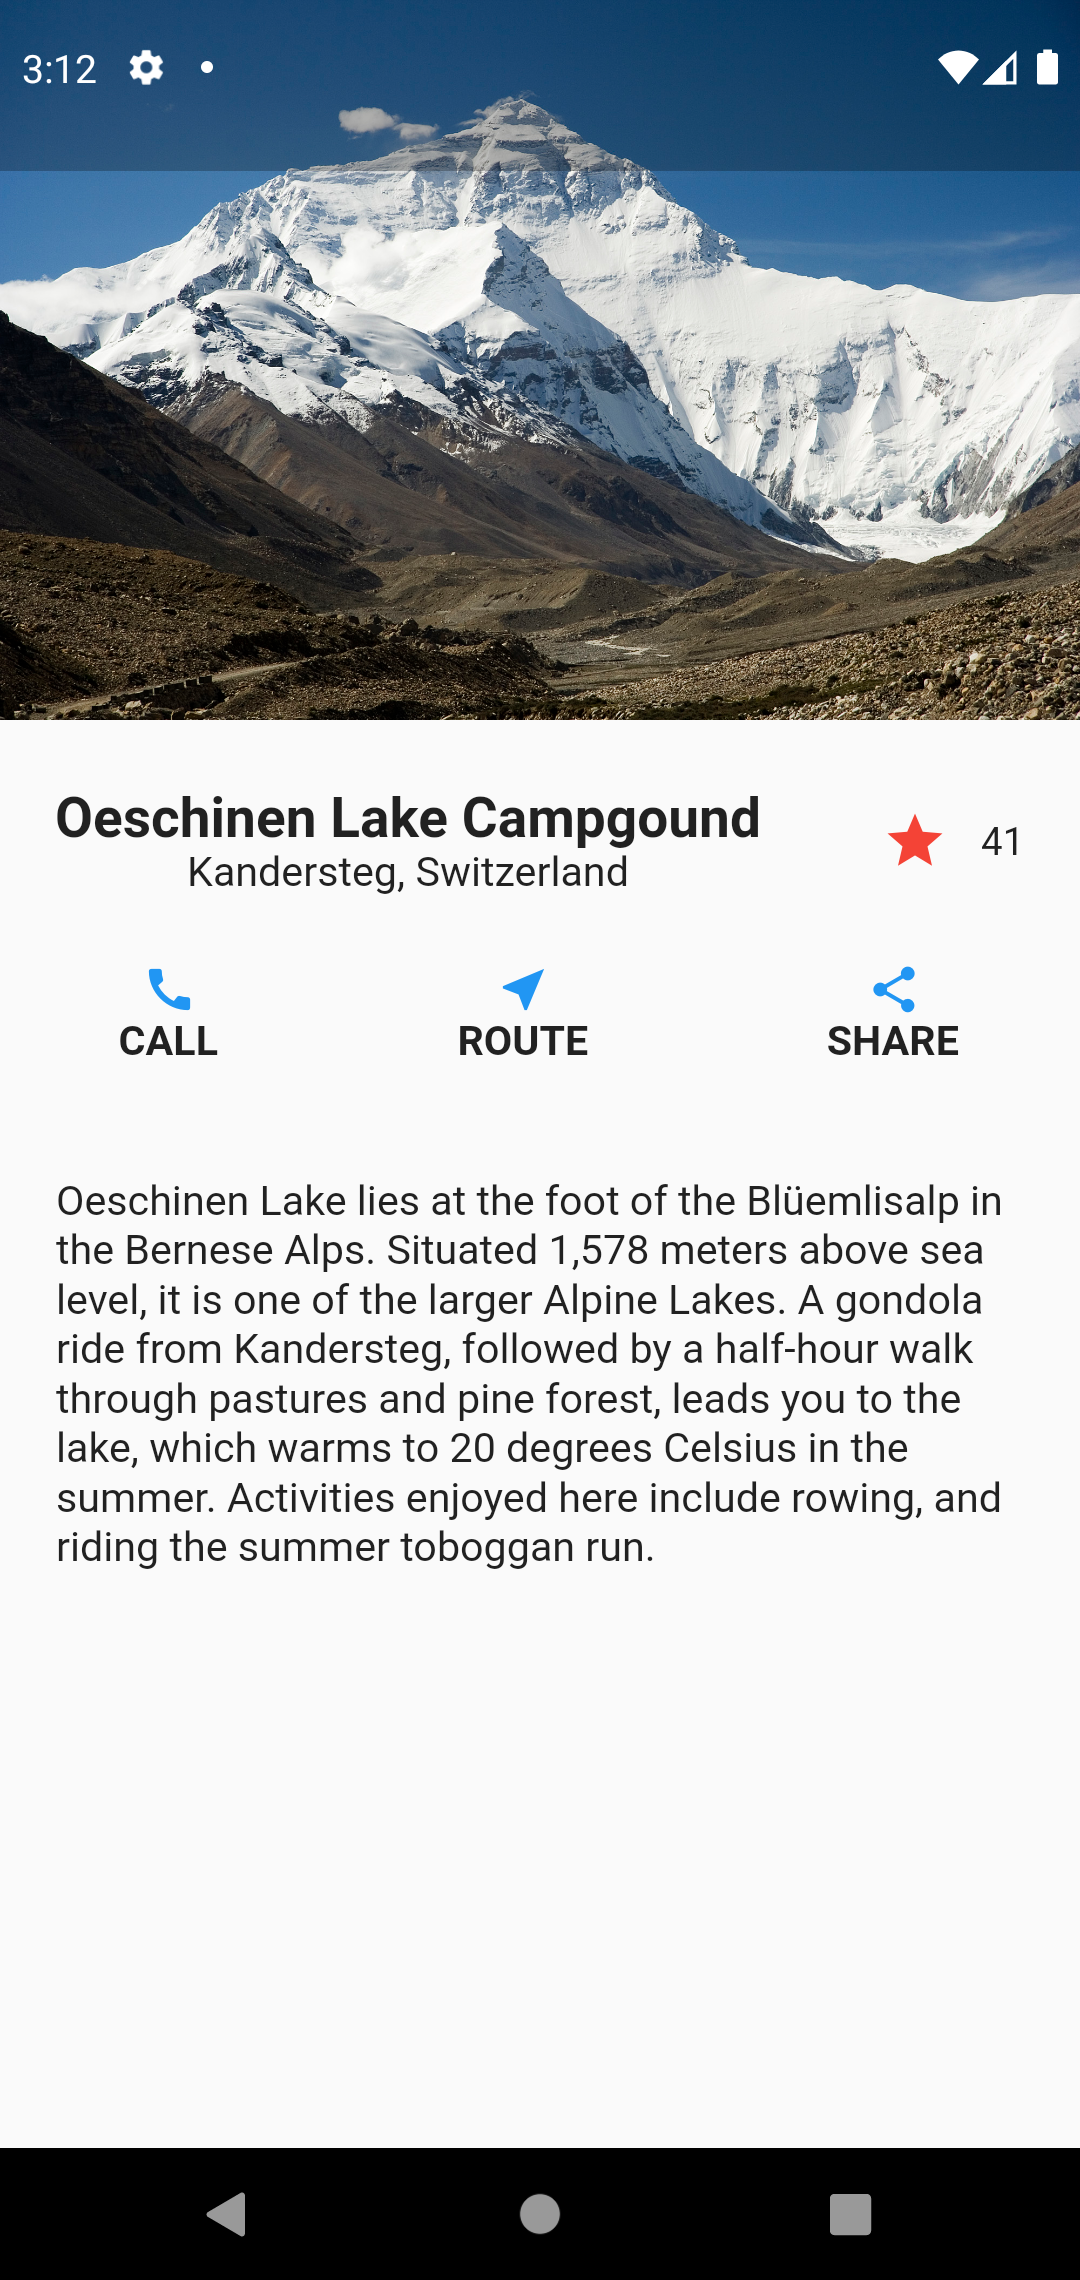 3:12
Oeschinen Lake Campgound
Kandersteg, Switzerland
41
CALL
ROUTE
SHARE
Oeschinen Lake lies at the foot of the Blüemlisalp in
the Bernese Alps. Situated 1,578 meters above sea
level, it is one of the larger Alpine Lakes. A gondola
ride from Kandersteg, followed by a half-hour walk
through pastures and pine forest, leads you to the
lake, which warms to 20 degrees Celsius in the
summer. Activities enjoyed here include rowing, and
riding the summer toboggan run.